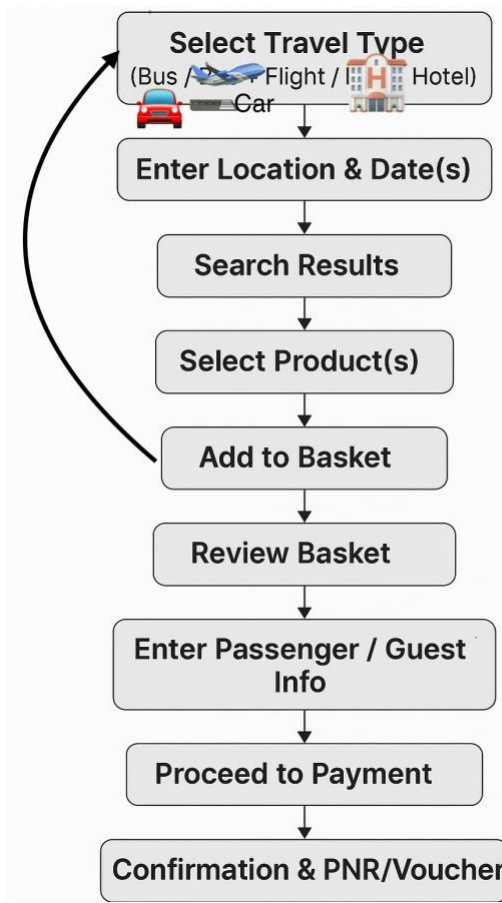 Select Travel Type
(Bus / Flight / Hotel)
Car
Enter Location & Date(s)
Search Results
Select Product(s)
Add to Basket
Review Basket
Enter Passenger / Guest
Info
Proceed to Payment
Confirmation & PNR/Voucher